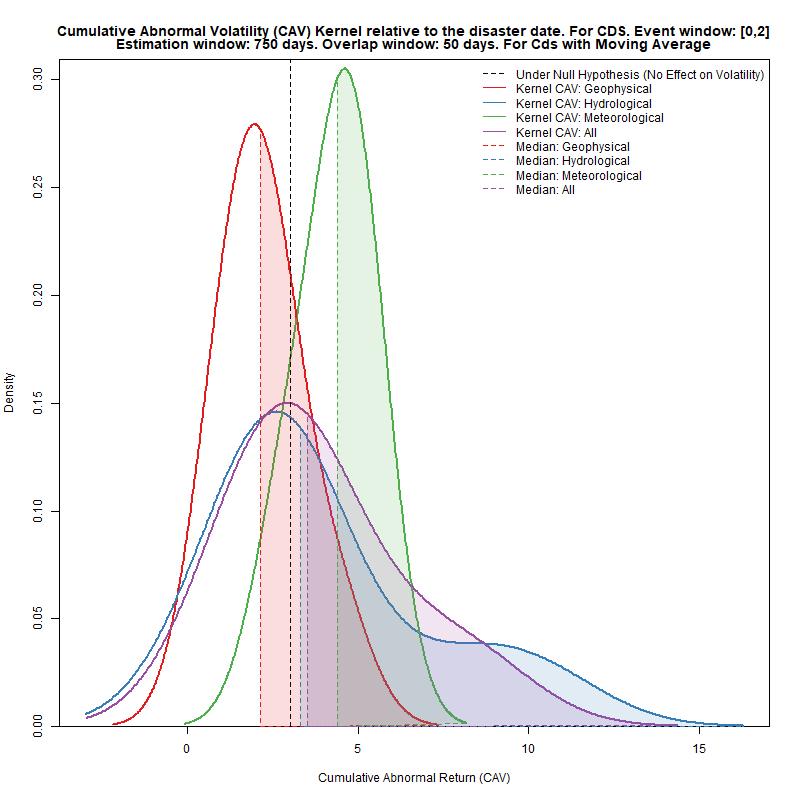 Cumulative Abnormal Volatility (CAV) Kernel relative to the disaster date. For CDS. Event window: [0,2]
Estimation window: 750 days. Overlap window: 50 days. For Cds with Moving Average
Under Null Hypothesis (No Effect on Volatility)
Kernel CAV: Geophysical
Kernel CAV: Hydrological
Kernel CAV: Meteorological
Kernel CAV: All
Median: Geophysical
Median: Hydrological
Median: Meteorological
Median: All
Density
0.30
0.25
0.20
0.15
0.10
0.05
0.00
0
5
10
15
Cumulative Abnormal Return (CAV)